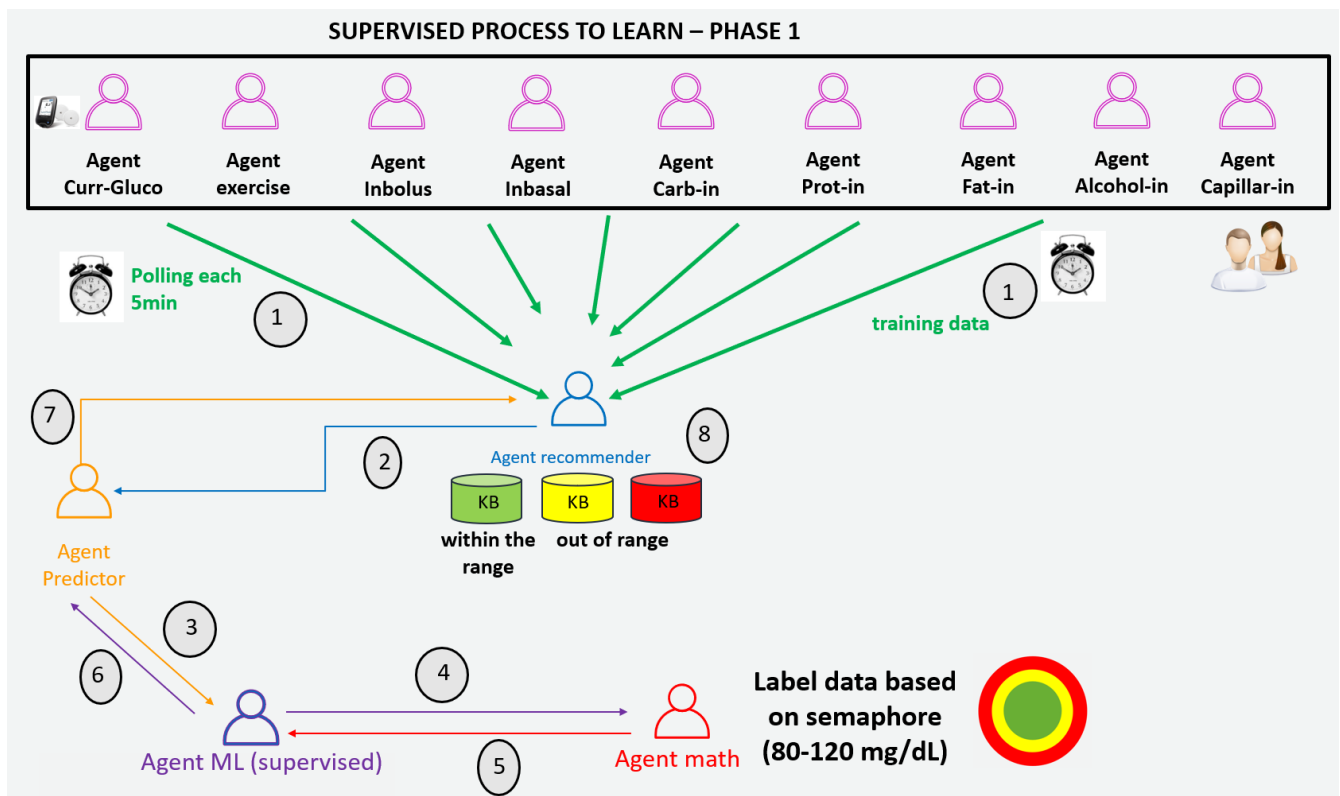 SUPERVISED PROCESS TO LEARN – PHASE 1
Agent
Curr-Gluco
Agent
exercise
Agent
Inbolus
Agent
Inbasal
Agent
Carb-in
Agent
Prot-in
Agent
Fat-in
Agent
Alcohol-in
Agent
Capillar-in
Polling each
5min
1
1
training data
7
2
8
Agent recommender
KB
KB
KB
within the
range
out of range
Agent
Predictor
3
6
4
5
Agent ML (supervised)
Agent math
Label data based
on semaphore
(80-120 mg/dL)